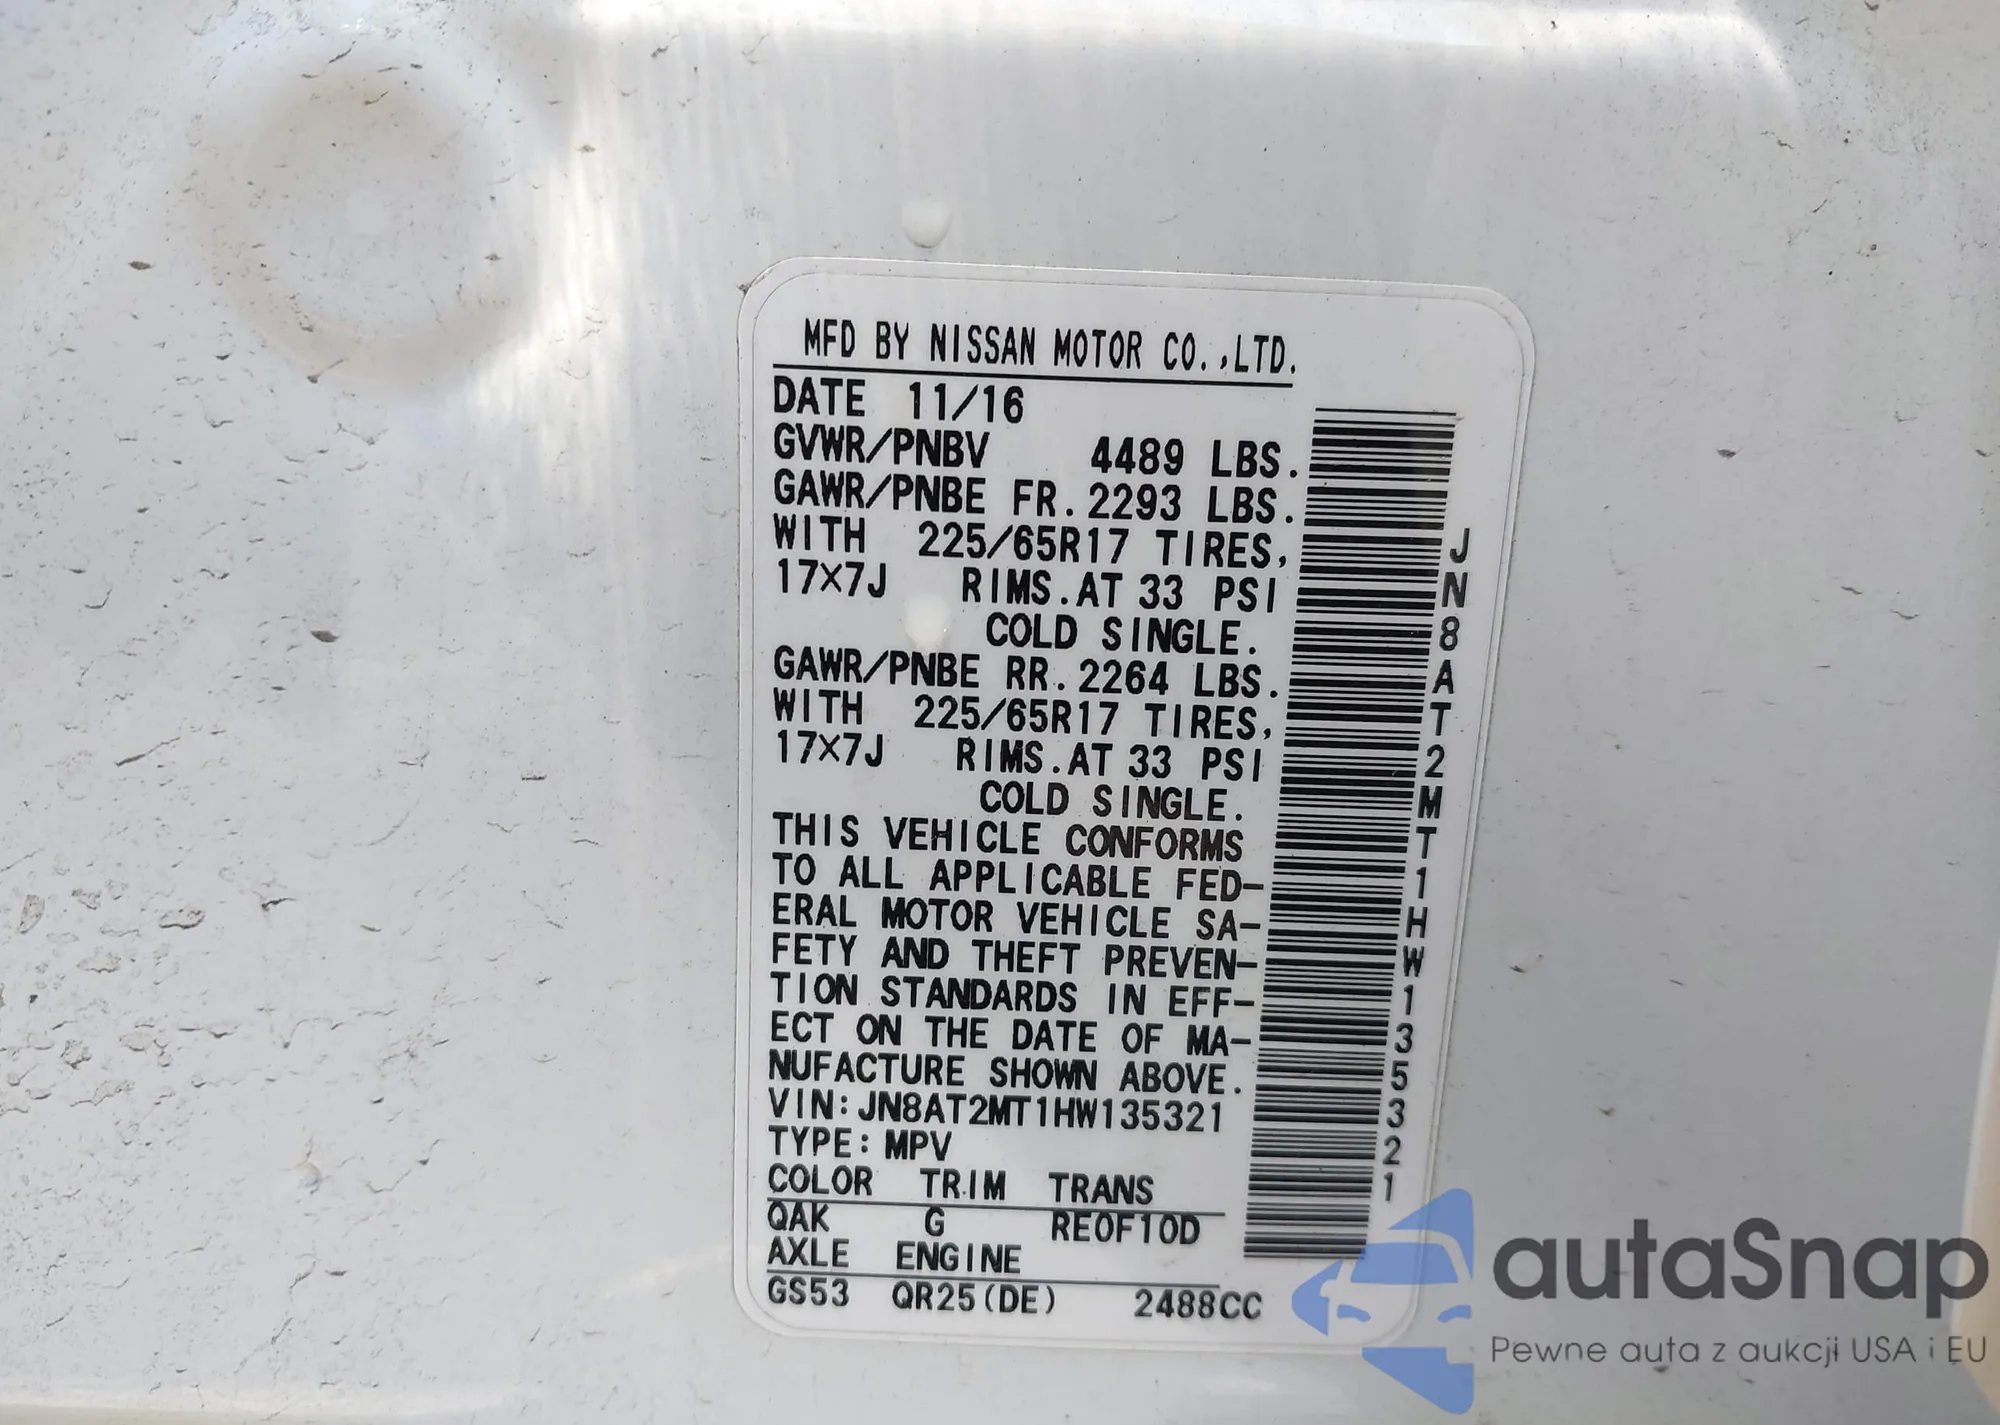 MFD BY NISSAN MOTOR CO.,LTD.
DATE 11/16
GVWR/PNBV 4489 LBS.
GAWR/PNBE FR.2293 LBS.
WITH 225/65R17 TIRES,
17X7J RIMS.AT 33 PSI
COLD SINGLE.
GAWR/PNBE RR.2264 LBS.
WITH 225/65R17 TIRES,
17X7J RIMS.AT 33 PSI
COLD SINGLE.
THIS VEHICLE CONFORMS
TO ALL APPLICABLE FED-
ERAL MOTOR VEHICLE SA-
FETY AND THEFT PREVEN-
TION STANDARDS IN EFF-
ECT ON THE DATE OF MA-
NUFACTURE SHOWN ABOVE.
VIN:JN8AT2MT1HW135321
TYPE:MPV
COLOR TRIM TRANS
QAK G RE0F10D
AXLE ENGINE
GS53 QR25(DE) 2488CC
JN8AT2MT1HW135321
autaSnap
Pewne auta z aukcji USA i EU